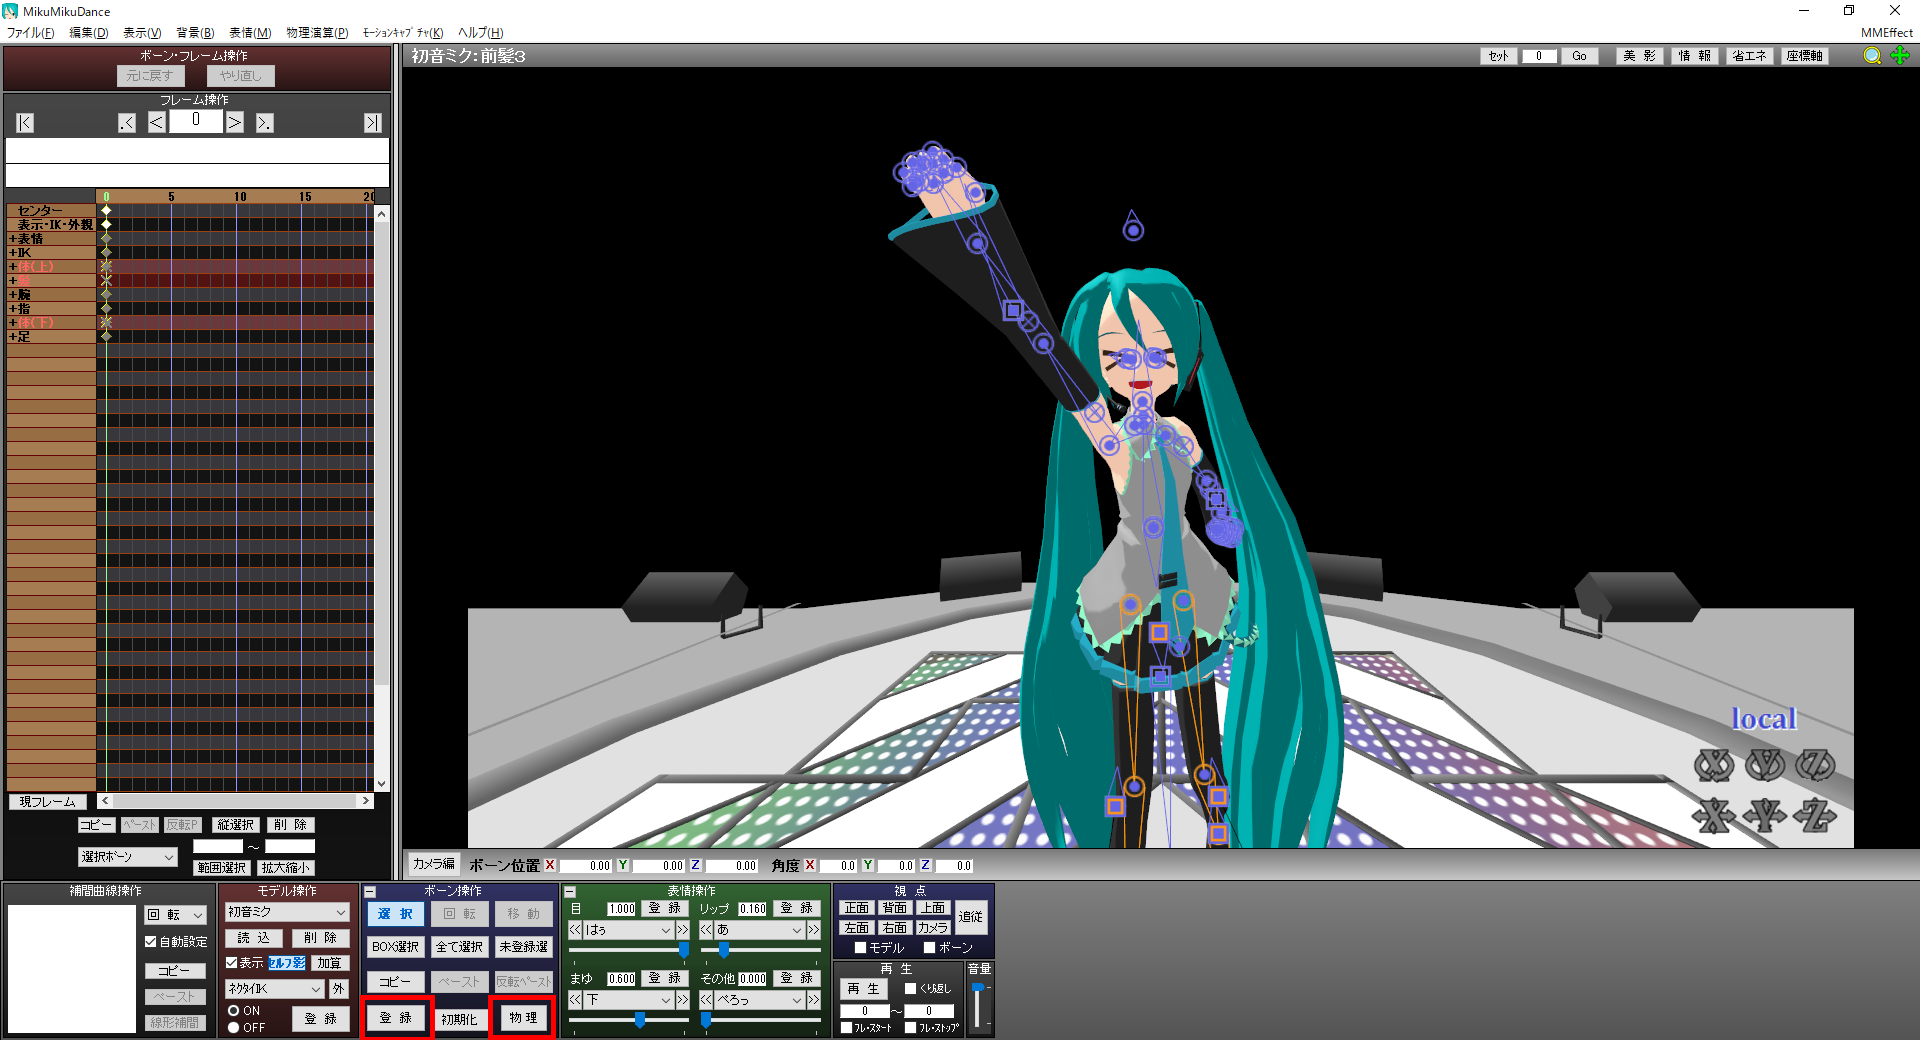 MikuMikuDance
ファイル(F) 編集(D) 表示(V) 背景(B) 表情(M) 物理演算(P) ﾓｰｼｮﾝｷｬﾌﾟﾁｬ(K) ヘルプ(H) MMEffect
ボーン・フレーム操作
元に戻す やり直し
フレーム操作
|< .< < 0 > >. >|
初音ミク:前髪3
ｾｯﾄ 0 Go 美 影 情 報 省エネ 座標軸
0 5 10 15 20
センター
表示・IK・外観
+表情
+IK
+体(上)
+腕
+指
+体(下)
+足
現フレーム
コピー ﾍﾟｰｽﾄ 反転P 縦選択 削 除
選択ﾎﾞｰﾝ ～
範囲選択 拡大縮小
local
X Y Z
X Y Z
カメラ編 ボーン位置 X 0.00 Y 0.00 Z 0.00 角度 X 0.0 Y 0.0 Z 0.0
補間曲線操作
回 転
自動設定
コピー
ペースト
線形補間
モデル操作
初音ミク
読 込 削 除
表示 セルフ影 加算
ﾈｸﾀｲIK 外
ON
OFF
登 録
ボーン操作
選 択 回 転 移 動
BOX選択 全て選択 未登録選
コピー ペースト 反転ﾍﾟｰｽﾄ
登 録 初期化 物 理
表情操作
目 1.000 登 録 リップ 0.160 登 録
<< はぅ >> << あ >>
まゆ 0.600 登 録 その他 0.000 登 録
<< 下 >> << ぺろっ >>
視 点
正面 背面 上面 追従
左面 右面 カメラ
モデル ボーン
再 生
再 生 くり返し
0 ～ 0
ﾌﾚ･ｽﾀｰﾄ ﾌﾚ･ｽﾄｯﾌﾟ
音量